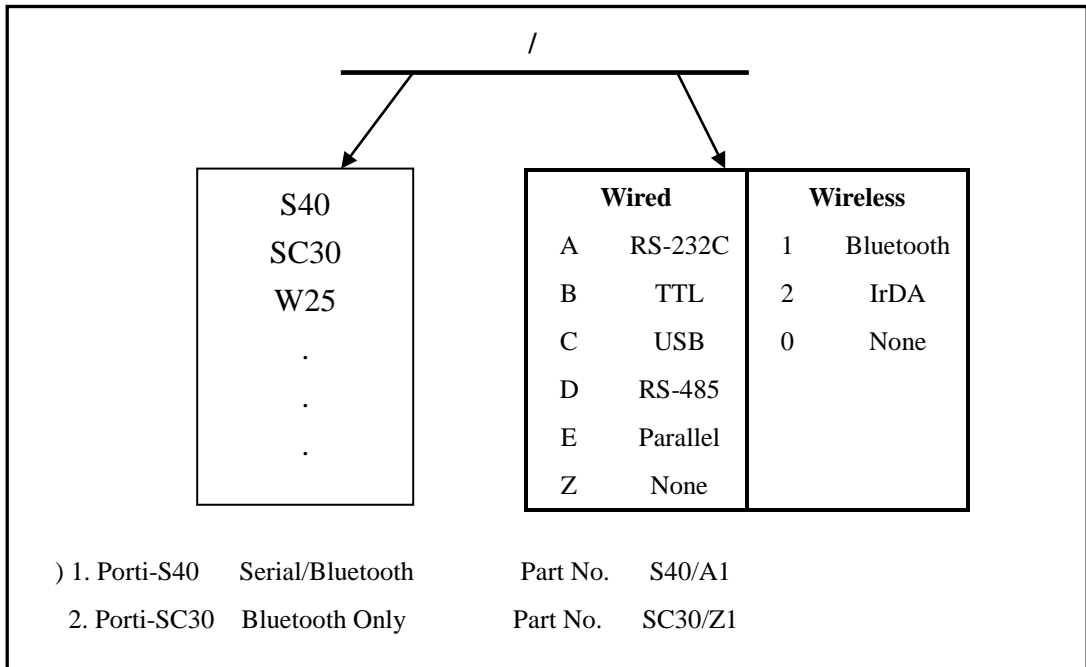 /
S40
SC30
W25
.
.
.
Wired Wireless
A RS-232C 1 Bluetooth
B TTL 2 IrDA
C USB 0 None
D RS-485
E Parallel
Z None
) 1. Porti-S40 Serial/Bluetooth Part No. S40/A1
2. Porti-SC30 Bluetooth Only Part No. SC30/Z1